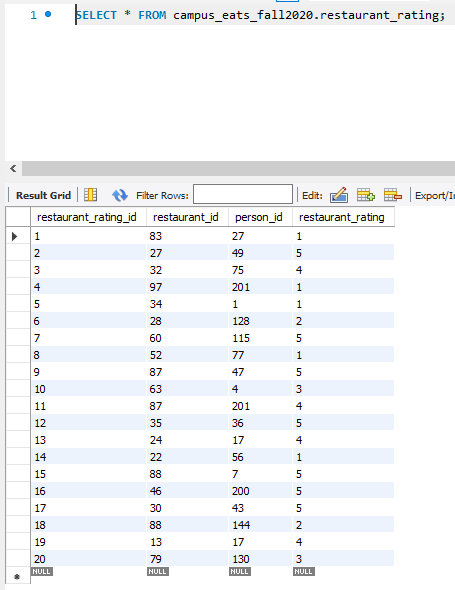 1 SELECT * FROM campus_eats_fall2020.restaurant_rating;
Result Grid Filter Rows: Edit: Export/In
restaurant_rating_id restaurant_id person_id restaurant_rating
1 83 27 1
2 27 49 5
3 32 75 4
4 97 201 1
5 34 1 1
6 28 128 2
7 60 115 5
8 52 77 1
9 87 47 5
10 63 4 3
11 87 201 4
12 35 36 5
13 24 17 4
14 22 56 1
15 88 7 5
16 46 200 5
17 30 43 5
18 88 144 2
19 13 17 4
20 79 130 3
NULL NULL NULL NULL